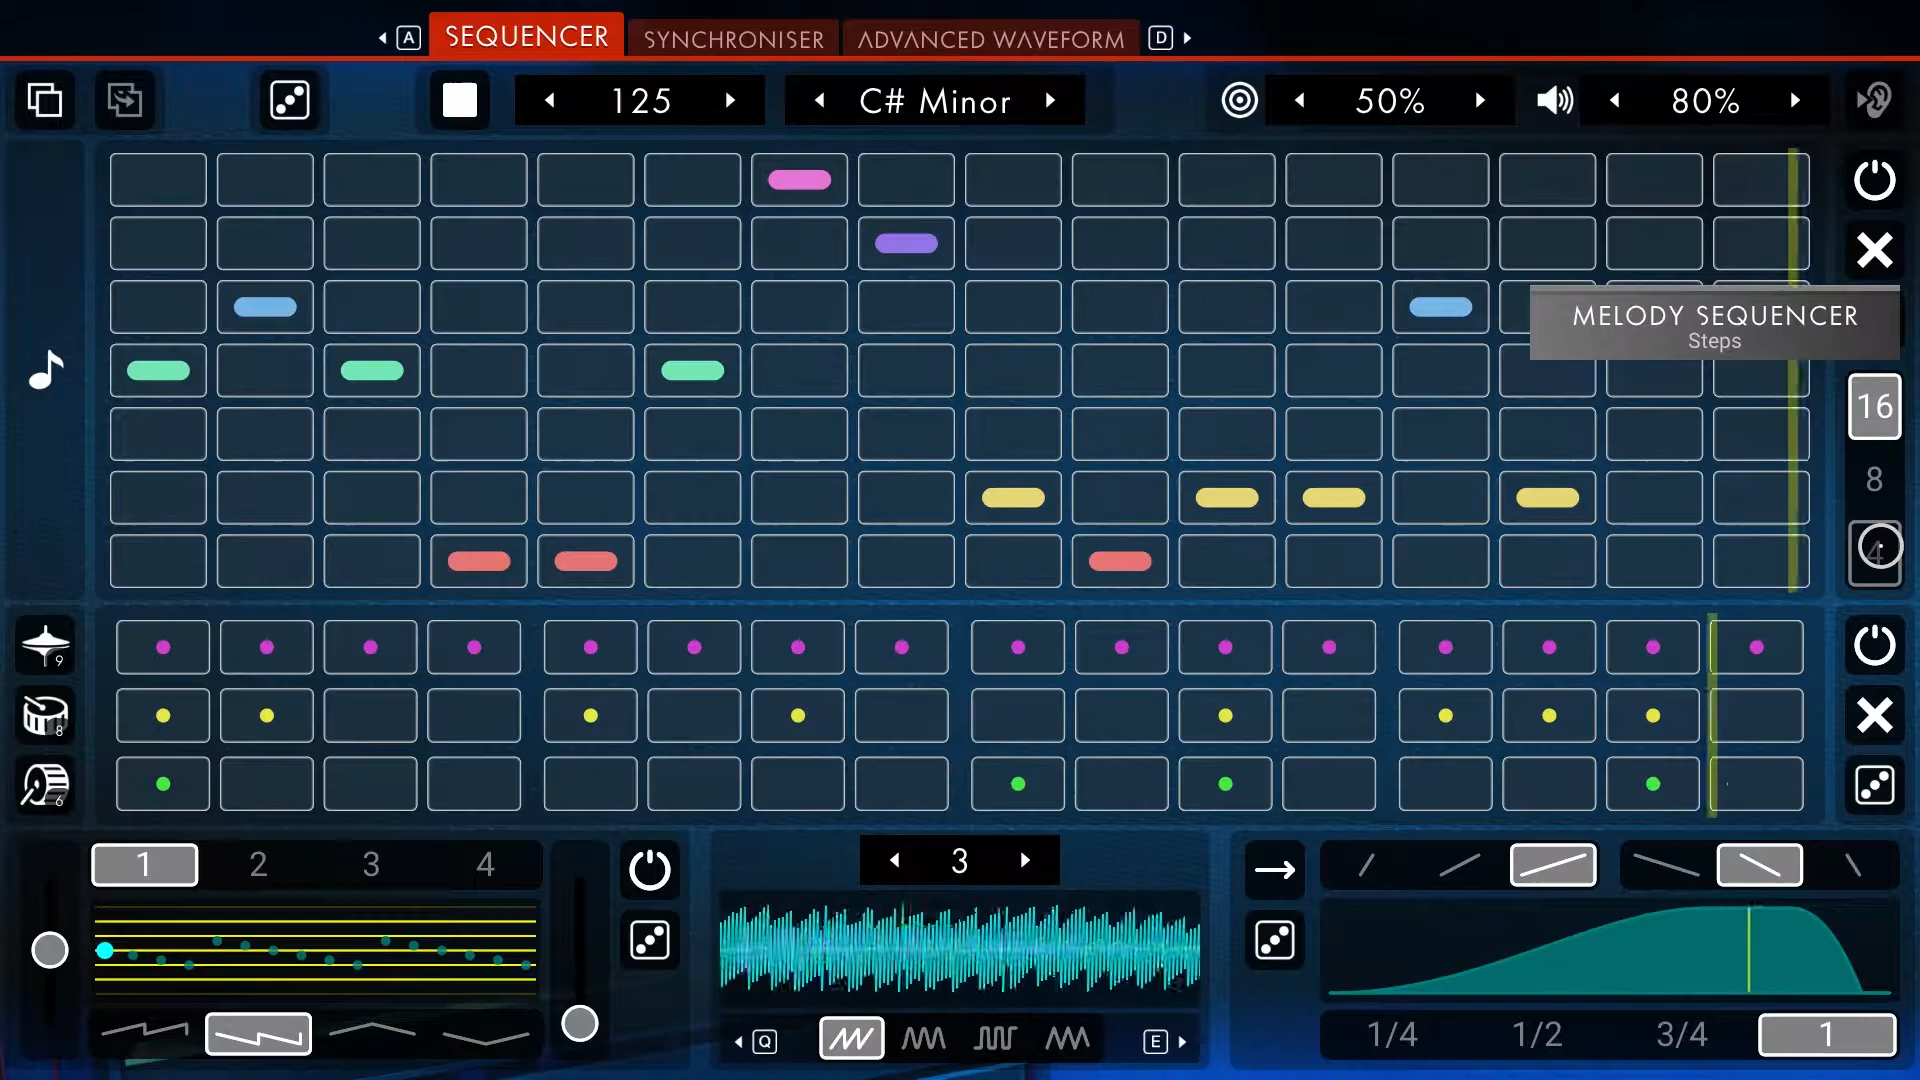 A SEQUENCER SYNCHRONISER ADVANCED WAVEFORM D
125 C# Minor 50% 80%
MELODY SEQUENCER
Steps
16
8
4
9
8
6
1 2 3 4
3
Q E
1/4 1/2 3/4 1